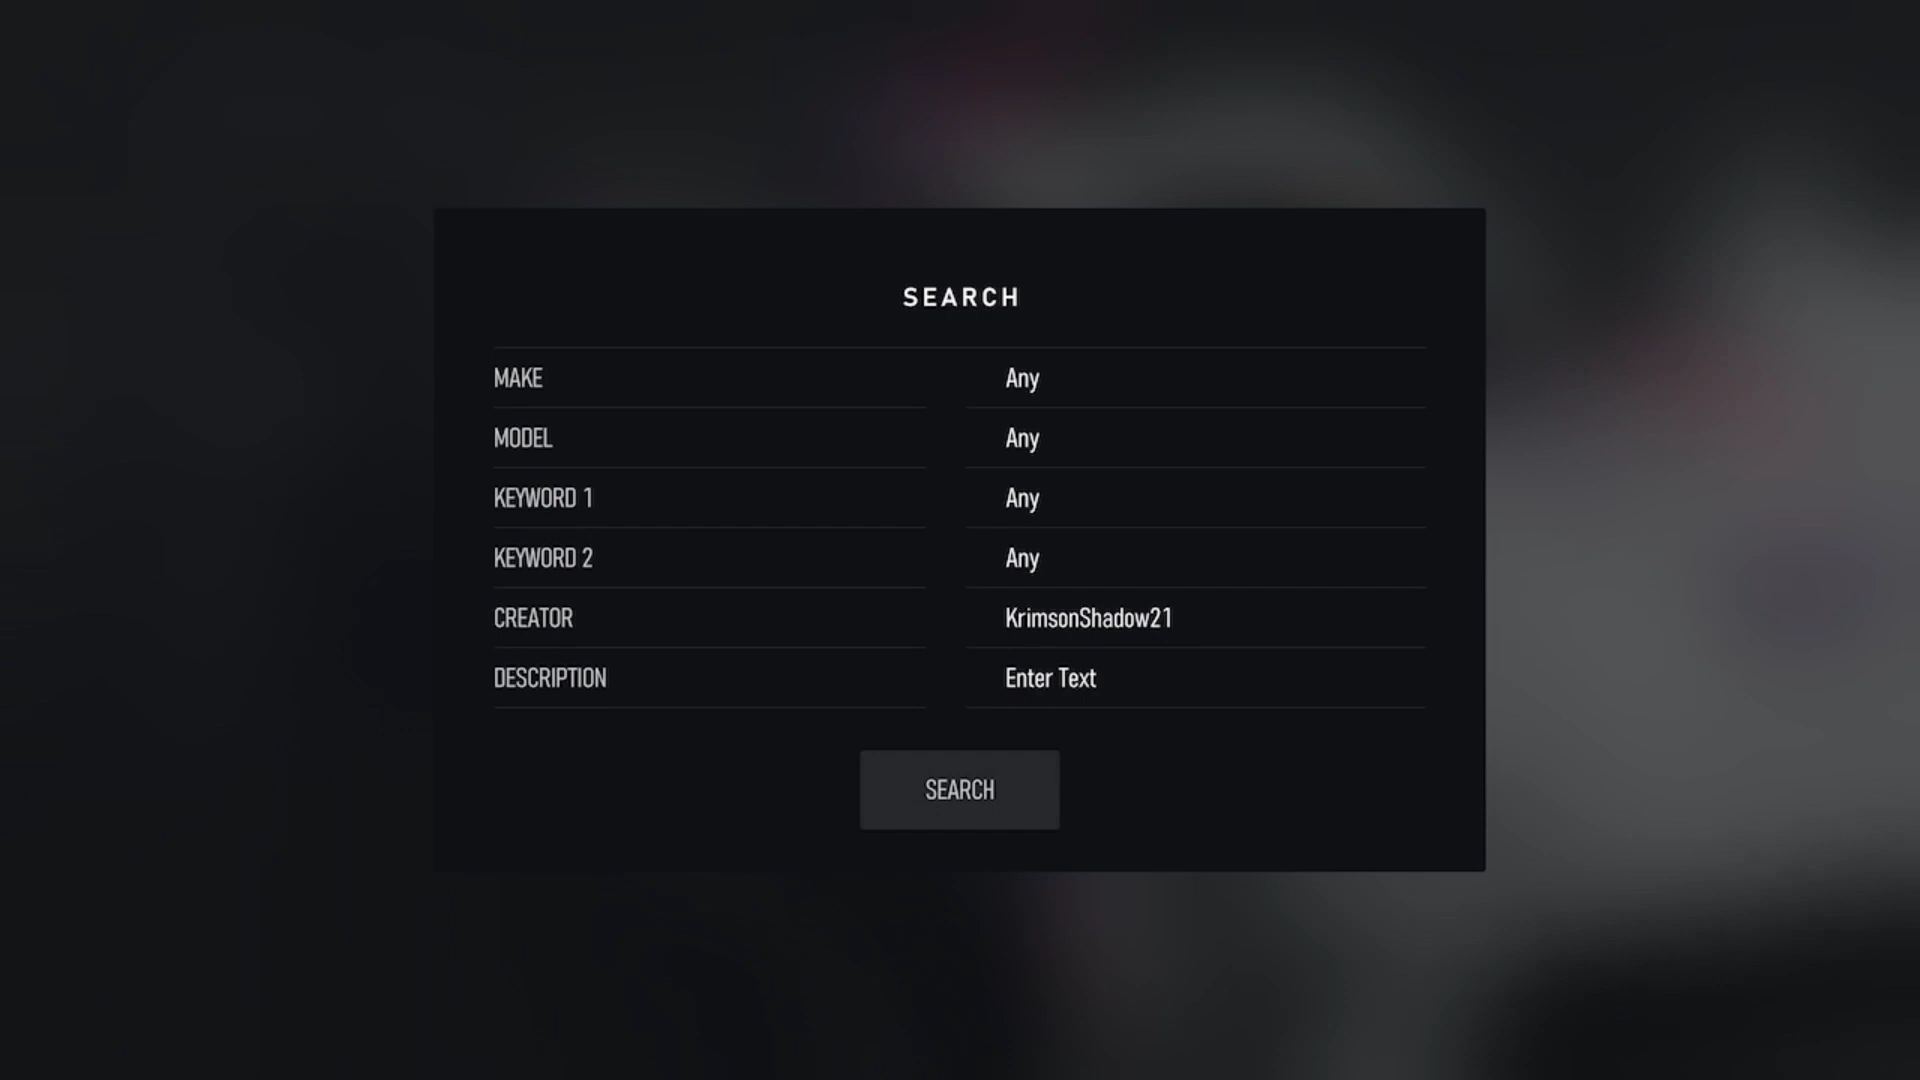 SEARCH
MAKE Any
MODEL Any
KEYWORD 1 Any
KEYWORD 2 Any
CREATOR KrimsonShadow21
DESCRIPTION Enter Text
SEARCH